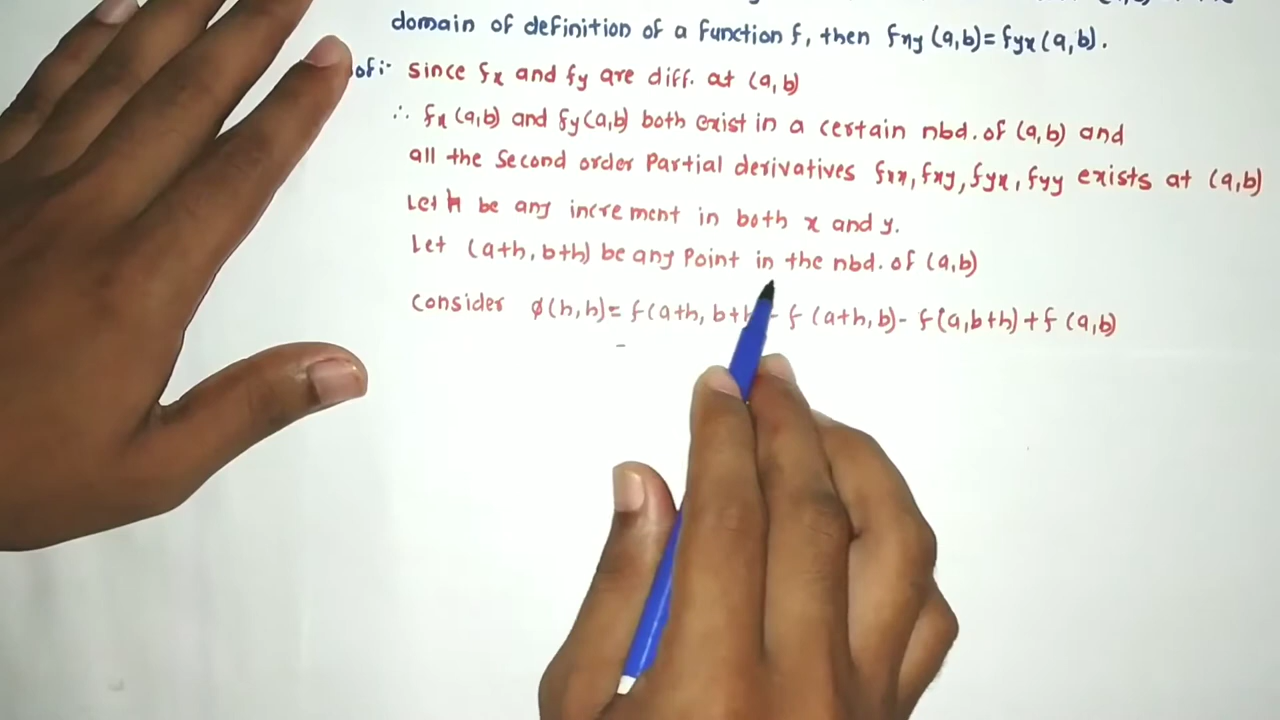 domain of definition of a function f, then fxy (a,b) = fyx (a,b).
of:- since fx and fy are diff. at (a,b)
∴ fx (a,b) and fy(a,b) both exist in a certain nbd. of (a,b) and
all the second order Partial derivatives fxx, fxy, fyx, fyy exists at (a,b)
Let h be any increment in both x and y.
Let (a+h, b+h) be any Point in the nbd. of (a,b)
consider φ(h,h) = f(a+h, b+h - f (a+h, b) - f(a,b+h) + f (a,b)